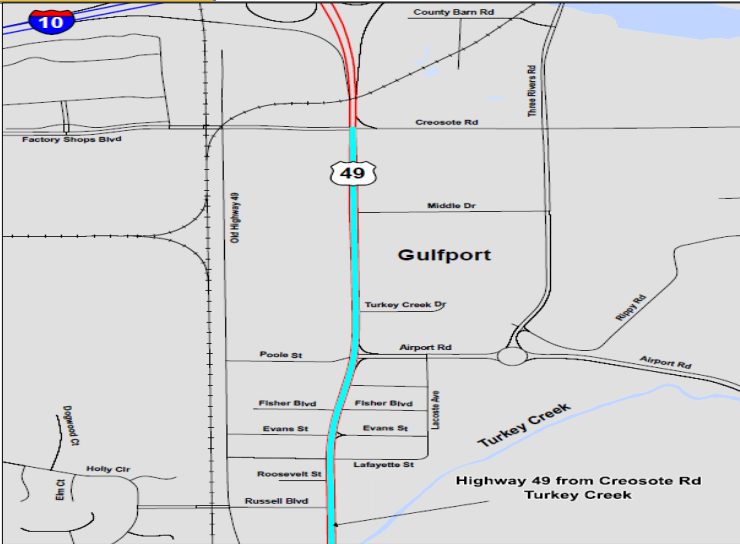 10
County Barn Rd
Three Rivers Rd
Creosote Rd
Factory Shops Blvd
49
Old Highway 49
Middle Dr
Gulfport
Turkey Creek Dr
Rippy Rd
Airport Rd
Poole St
Airport Rd
Fisher Blvd
Fisher Blvd
Lacoste Ave
Dogwood Ct
Evans St
Evans St
Turkey Creek
Holly Cir
Lafayette St
Roosevelt St
Elm Ct
Highway 49 from Creosote Rd
Turkey Creek
Russell Blvd